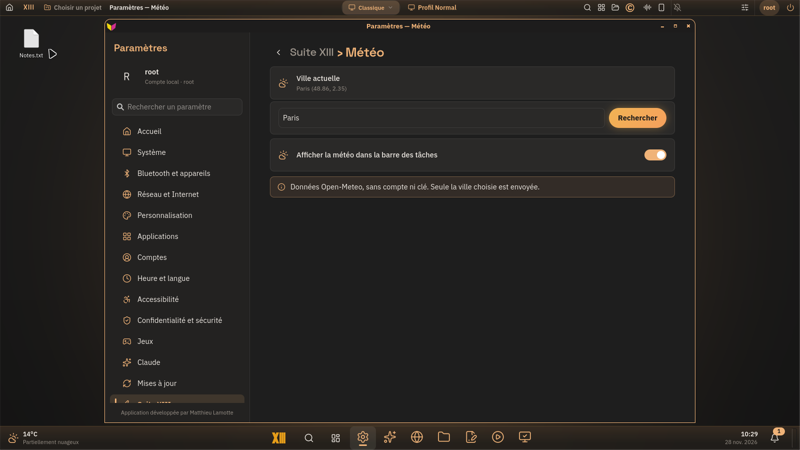 XIII
Choisir un projet
Paramètres — Météo
Classique
Profil Normal
root
Notes.txt
Paramètres — Météo
Paramètres
R
root
Compte local · root
Rechercher un paramètre
Accueil
Système
Bluetooth et appareils
Réseau et Internet
Personnalisation
Applications
Comptes
Heure et langue
Accessibilité
Confidentialité et sécurité
Jeux
Claude
Mises à jour
Application développée par Matthieu Lamotte
Suite XIII > Météo
Ville actuelle
Paris (48.86, 2.35)
Paris
Rechercher
Afficher la météo dans la barre des tâches
Données Open-Meteo, sans compte ni clé. Seule la ville choisie est envoyée.
14°C
Partiellement nuageux
XIII
10:29
28 nov. 2026
1